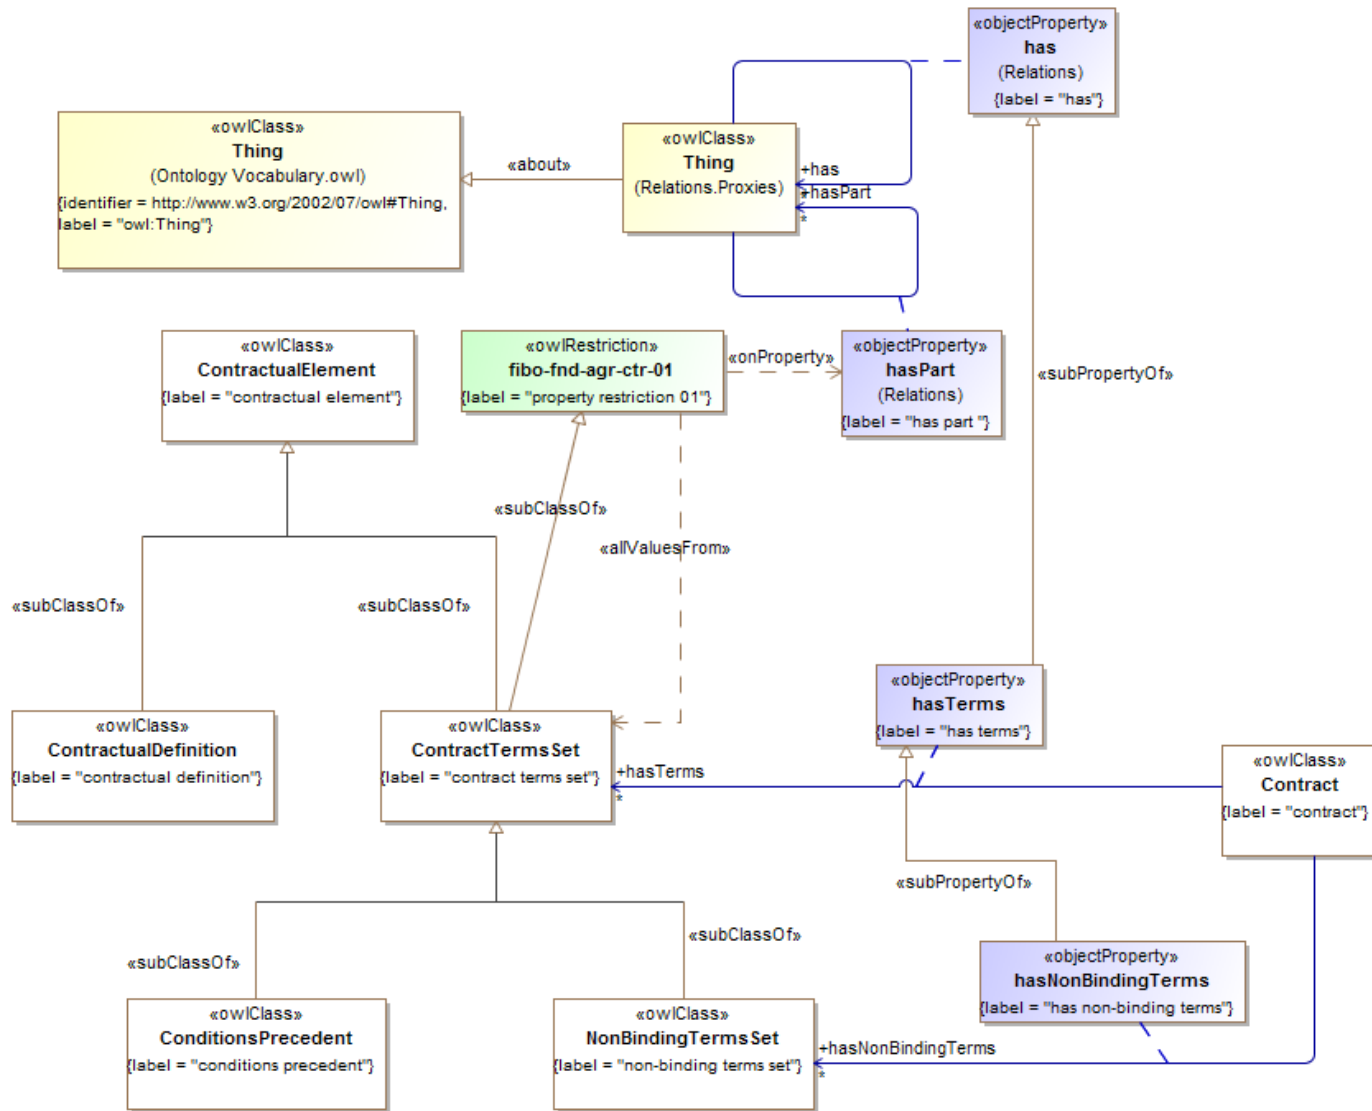 «objectProperty»
has
(Relations)
{label = "has"}
«owlClass»
Thing
(Ontology Vocabulary.owl)
{identifier = http://www.w3.org/2002/07/owl#Thing,
label = "owl:Thing"}
«about»
«owlClass»
Thing
(Relations.Proxies)
+has
*
+hasPart
*
«owlClass»
ContractualElement
{label = "contractual element"}
«owlRestriction»
fibo-fnd-agr-ctr-01
{label = "property restriction 01"}
«onProperty»
«objectProperty»
hasPart
(Relations)
{label = "has part "}
«subPropertyOf»
«subClassOf»
«allValuesFrom»
«subClassOf»
«subClassOf»
«owlClass»
ContractualDefinition
{label = "contractual definition"}
«owlClass»
ContractTermsSet
{label = "contract terms set"}
+hasTerms
*
«objectProperty»
hasTerms
{label = "has terms"}
«owlClass»
Contract
{label = "contract"}
«subPropertyOf»
«subClassOf»
«subClassOf»
«objectProperty»
hasNonBindingTerms
{label = "has non-binding terms"}
«owlClass»
ConditionsPrecedent
{label = "conditions precedent"}
«owlClass»
NonBindingTermsSet
{label = "non-binding terms set"}
+hasNonBindingTerms
*